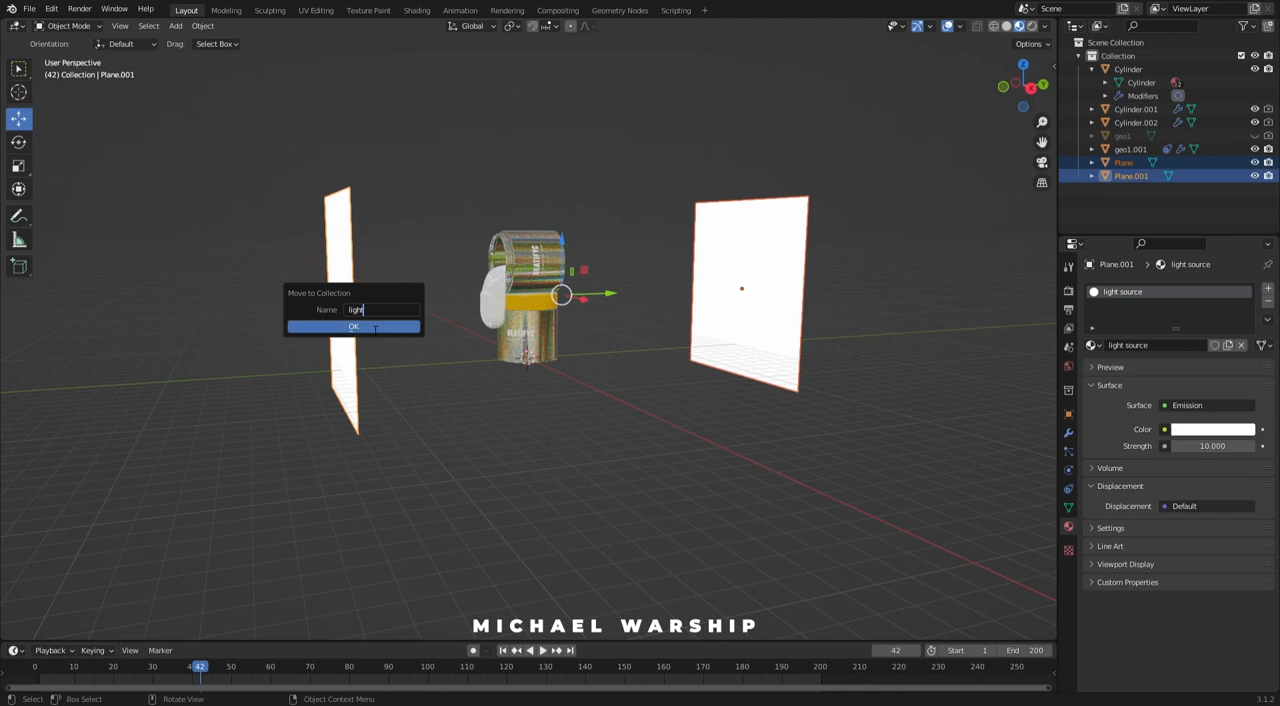 File Edit Render Window Help Layout Modeling Sculpting UV Editing Texture Paint Shading Animation Rendering Compositing Geometry Nodes Scripting + Scene ViewLayer
Object Mode View Select Add Object Global
Orientation: Default Drag: Select Box Options
User Perspective
(42) Collection | Plane.001
Scene Collection
Collection
Cylinder
Cylinder 2
Modifiers
Cylinder.001
Cylinder.002
geo1
geo1.001
Plane
Plane.001
Z
Y
X
Move to Collection
Name light
OK
BEATIFYC
BEATIFYC
Plane.001 light source
light source
light source
Preview
Surface
Surface Emission
Color
Strength 10.000
Volume
Displacement
Displacement Default
Settings
Line Art
Viewport Display
Custom Properties
MICHAEL WARSHIP
Playback Keying View Marker 42 Start 1 End 200
0 10 20 30 4 42 50 60 70 80 90 100 110 120 130 140 150 160 170 180 190 200 210 220 230 240 250
Select Box Select Rotate View Object Context Menu 3.1.2